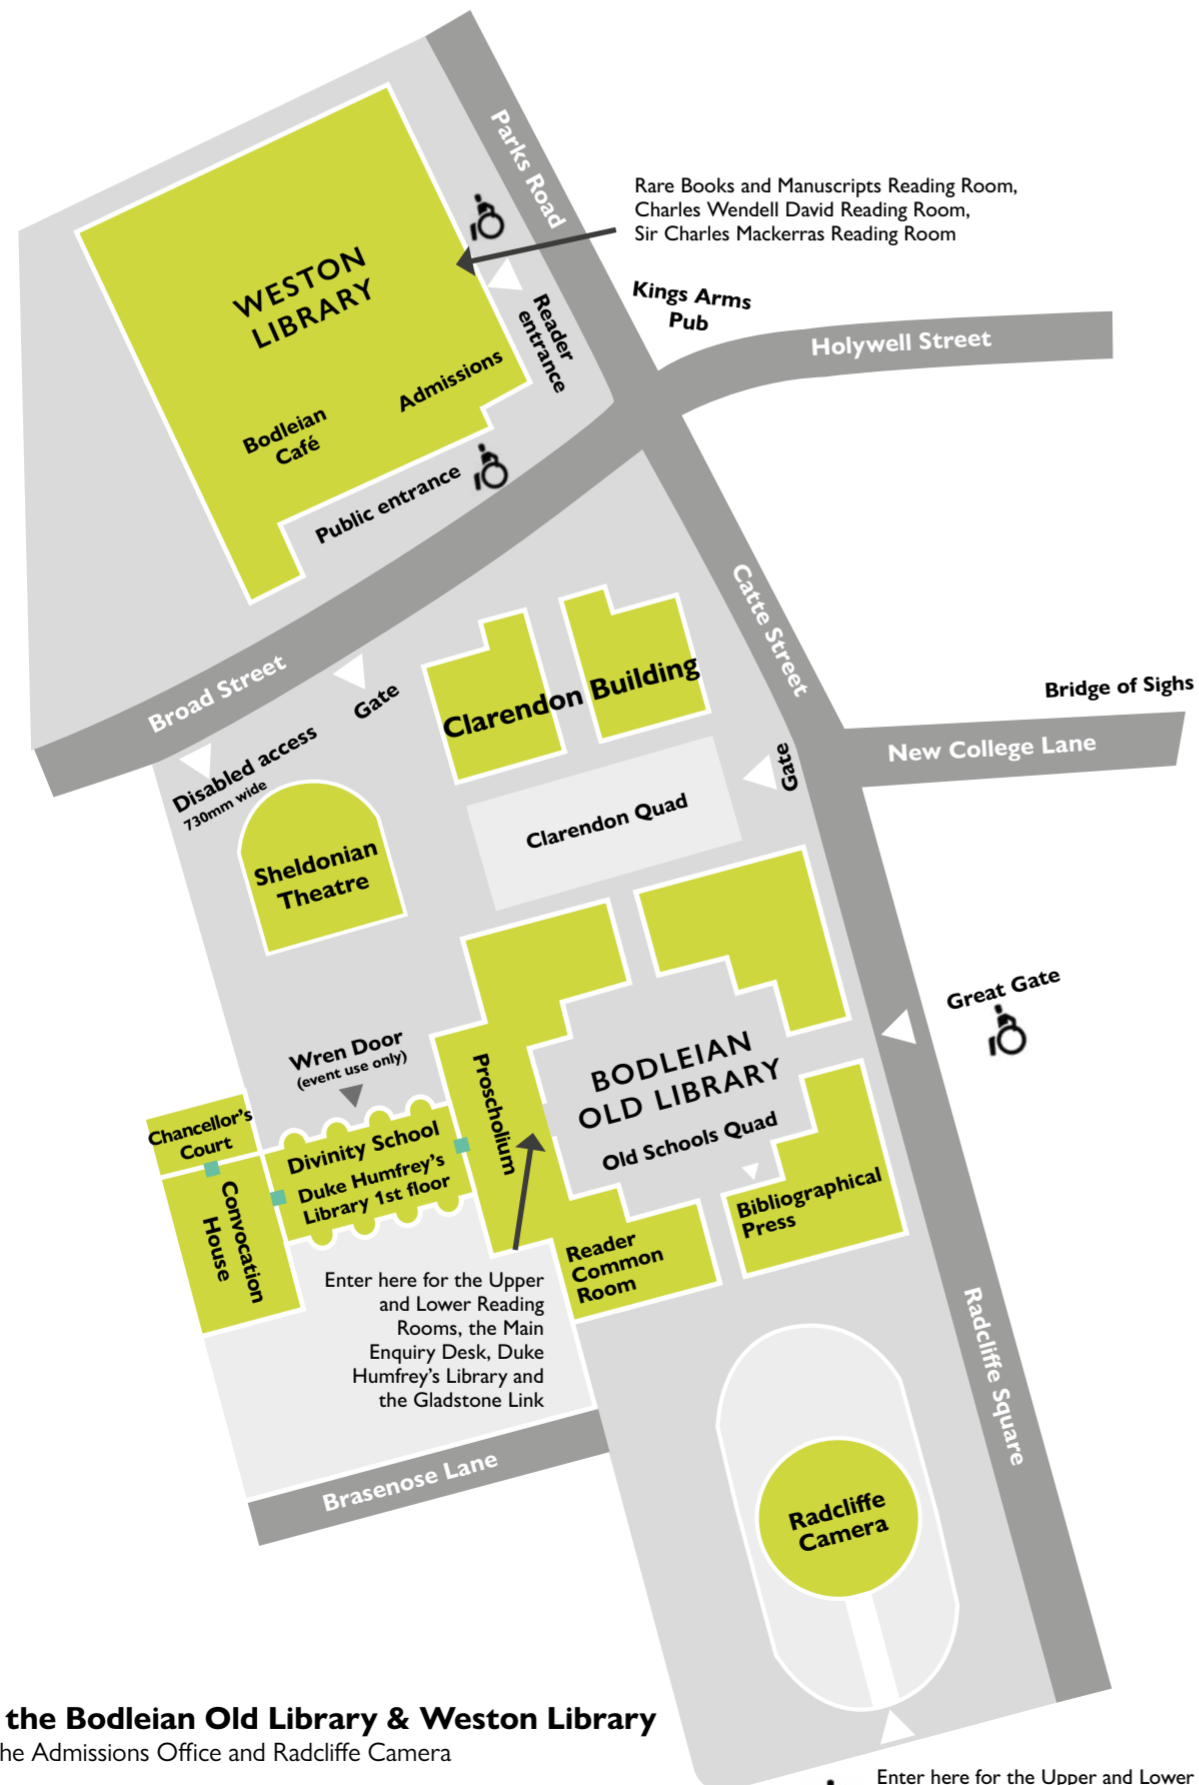 Parks Road
Rare Books and Manuscripts Reading Room,
Charles Wendell David Reading Room,
Sir Charles Mackerras Reading Room
WESTON
LIBRARY
Kings Arms
Pub
Reader
entrance
Holywell Street
Admissions
Bodleian
Café
Public entrance
Catte Street
Broad Street
Gate
Clarendon Building
Bridge of Sighs
New College Lane
Disabled access
730mm wide
Gate
Clarendon Quad
Sheldonian
Theatre
Great Gate
Wren Door
(event use only)
Proscholium
BODLEIAN
OLD LIBRARY
Old Schools Quad
Chancellor's
Court
Divinity School
Duke Humfrey's
Library 1st floor
Convocation
House
Bibliographical
Press
Reader
Common
Room
Enter here for the Upper
and Lower Reading
Rooms, the Main
Enquiry Desk, Duke
Humfrey's Library and
the Gladstone Link
Radcliffe Square
Brasenose Lane
Radcliffe
Camera
the Bodleian Old Library & Weston Library
he Admissions Office and Radcliffe Camera
Enter here for the Upper and Lower